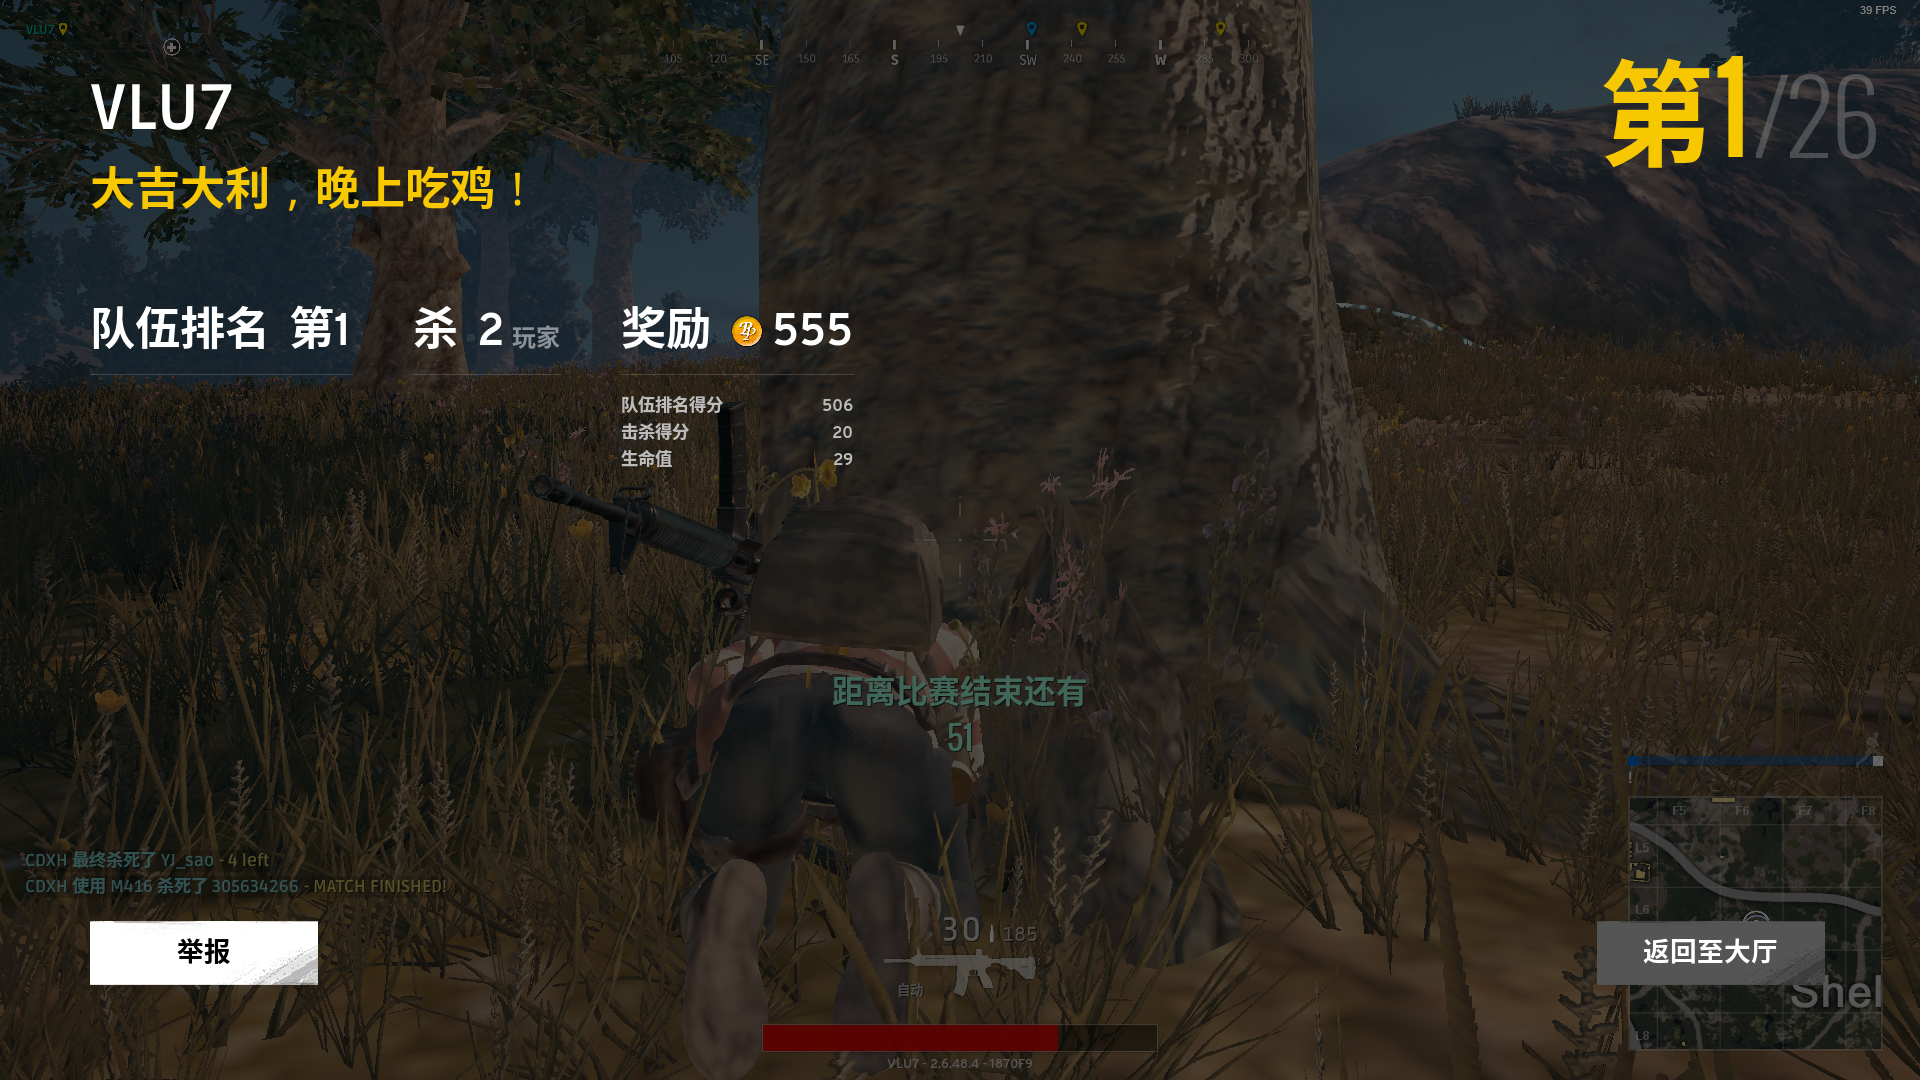 39 FPS
VLU7
105 120 SE 150 165 S 195 210 SW 240 255 W 285 300
VLU7
第1/26
大吉大利，晚上吃鸡！
队伍排名 第1 杀 2 玩家 奖励 555
队伍排名得分 506
击杀得分 20
生命值 29
距离比赛结束还有
51
F5 F6 F7 F8
L5
CDXH 最终杀死了 YJ_sao - 4 left
CDXH 使用 M416 杀死了 305634266 - MATCH FINISHED!
L6
30 185
举报
返回至大厅
自动
Shel
L8
VLU7 - 2.6.48.4 - 1870F9